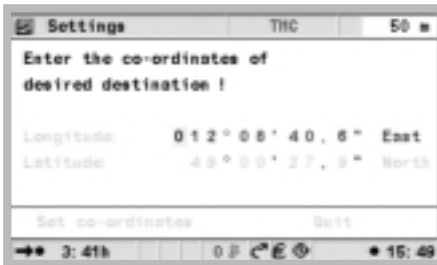 Settings TMC 50 m
Enter the co-ordinates of
desired destination !
Longitude: 012° 08' 40,6" East
Latitude: 49° 00' 27,9" North
Set co-ordinates Quit
3:41h 0 15:49